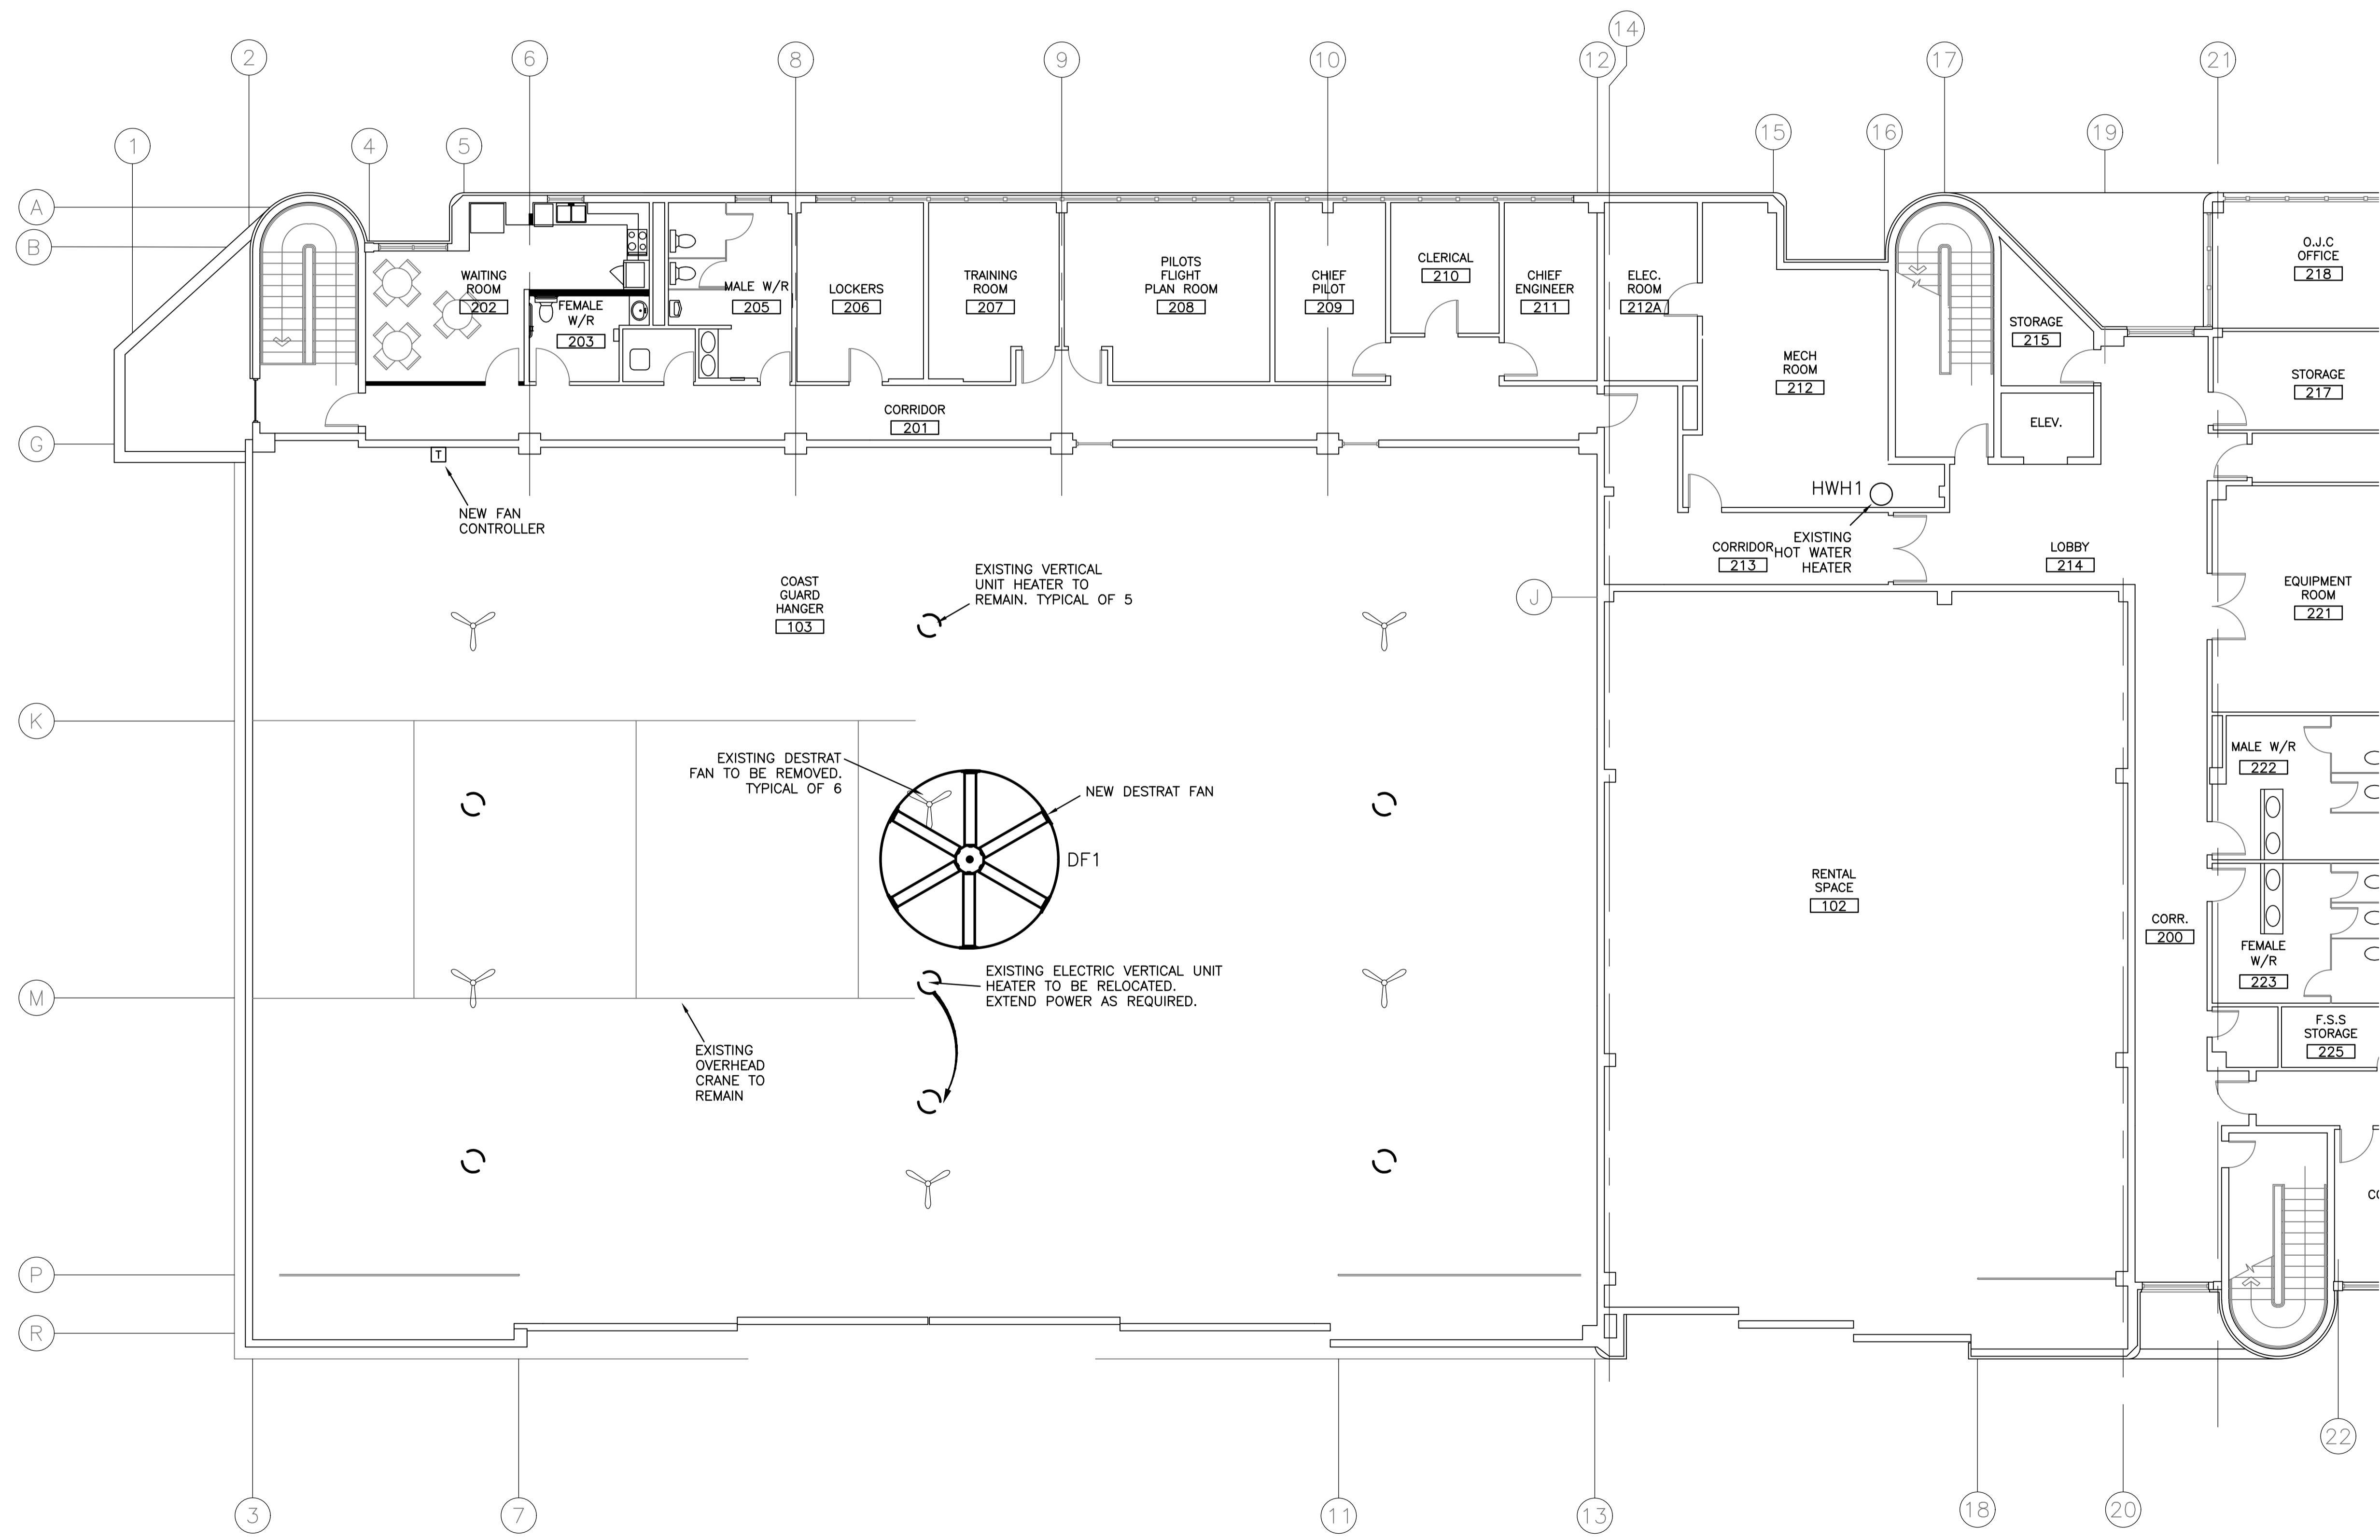 14
2
6
8
9
10
12
17
21
1
4
5
15
16
19
A
B
G
J
K
M
P
R
WAITING
ROOM
202
FEMALE
W/R
203
MALE W/R
205
LOCKERS
206
TRAINING
ROOM
207
PILOTS
FLIGHT
PLAN ROOM
208
CHIEF
PILOT
209
CLERICAL
210
CHIEF
ENGINEER
211
ELEC.
ROOM
212A
MECH
ROOM
212
STORAGE
215
ELEV.
O.J.C
OFFICE
218
STORAGE
217
CORRIDOR
201
T
NEW FAN
CONTROLLER
HWH1
EXISTING
HOT WATER
HEATER
CORRIDOR
213
LOBBY
214
EQUIPMENT
ROOM
221
COAST
GUARD
HANGER
103
EXISTING VERTICAL
UNIT HEATER TO
REMAIN. TYPICAL OF 5
EXISTING DESTRAT
FAN TO BE REMOVED.
TYPICAL OF 6
NEW DESTRAT FAN
DF1
EXISTING ELECTRIC VERTICAL UNIT
HEATER TO BE RELOCATED.
EXTEND POWER AS REQUIRED.
EXISTING
OVERHEAD
CRANE TO
REMAIN
RENTAL
SPACE
102
CORR.
200
MALE W/R
222
FEMALE
W/R
223
F.S.S
STORAGE
225
3
7
11
13
18
20
22